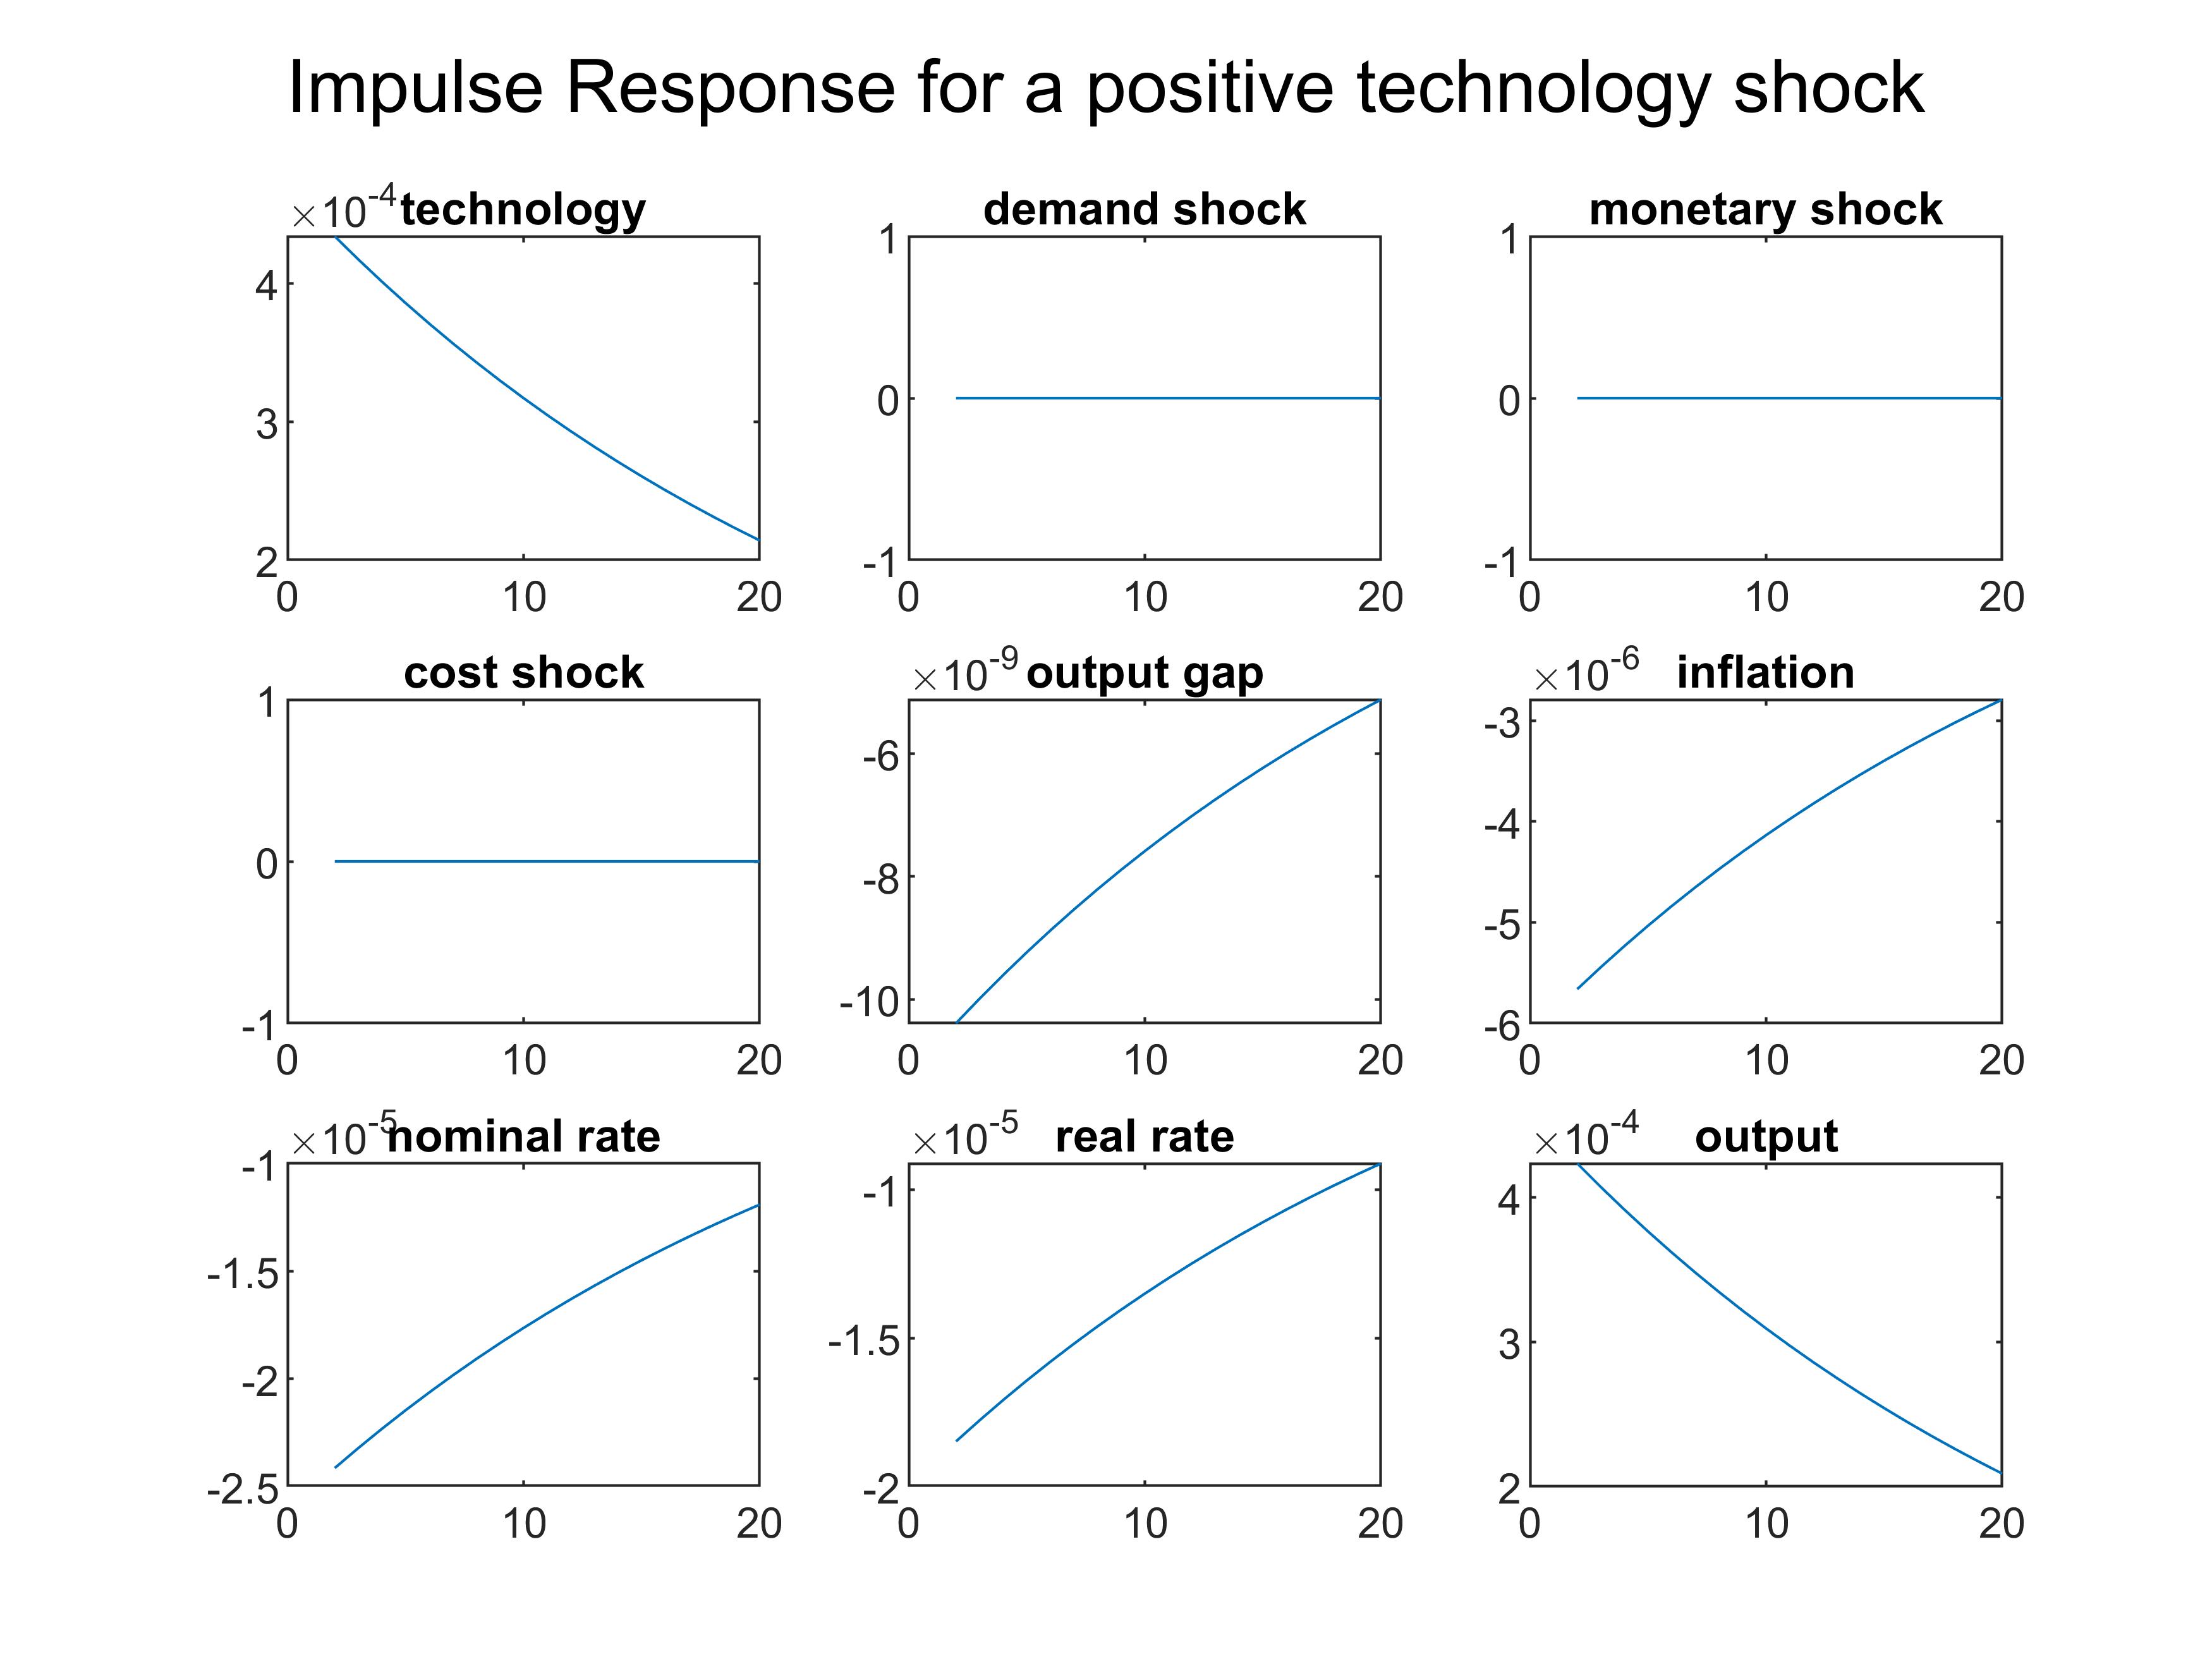 Impulse Response for a positive technology shock
×10-4 technology
demand shock
monetary shock
4
3
2
0 10 20
1
0
-1
0 10 20
1
0
-1
0 10 20
cost shock
×10-9 output gap
×10-6 inflation
1
0
-1
0 10 20
-6
-8
-10
0 10 20
-3
-4
-5
-6
0 10 20
×10-5 nominal rate
×10-5 real rate
×10-4 output
-1
-1.5
-2
-2.5
0 10 20
-1
-1.5
-2
0 10 20
4
3
2
0 10 20